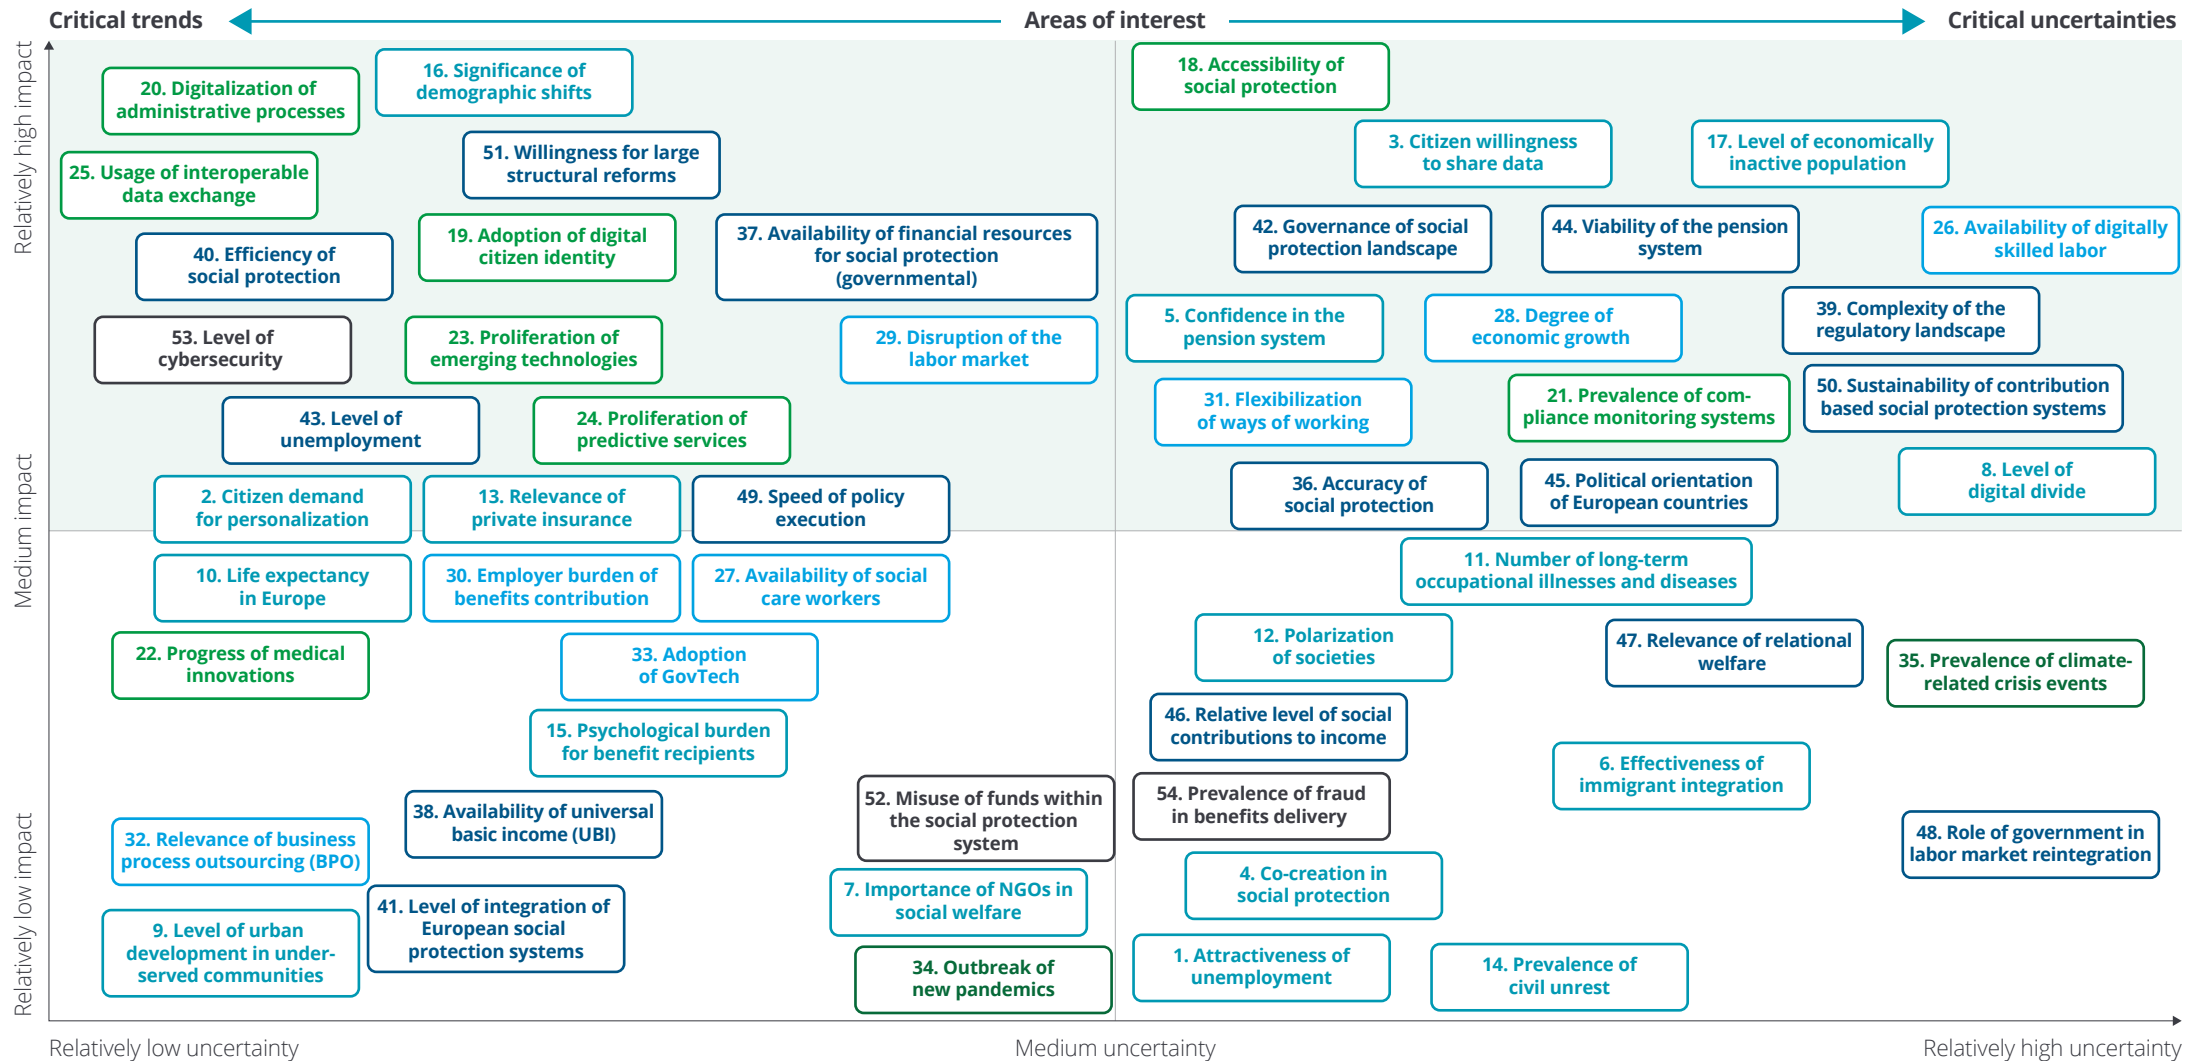 Critical trends
Areas of interest
Critical uncertainties
Relatively high impact
Medium impact
Relatively low impact
20. Digitalization of
administrative processes
16. Significance of
demographic shifts
51. Willingness for large
structural reforms
25. Usage of interoperable
data exchange
40. Efficiency of
social protection
19. Adoption of digital
citizen identity
37. Availability of financial resources
for social protection
(governmental)
53. Level of
cybersecurity
23. Proliferation of
emerging technologies
29. Disruption of the
labor market
43. Level of
unemployment
24. Proliferation of
predictive services
2. Citizen demand
for personalization
13. Relevance of
private insurance
49. Speed of policy
execution
18. Accessibility of
social protection
3. Citizen willingness
to share data
17. Level of economically
inactive population
42. Governance of social
protection landscape
44. Viability of the pension
system
26. Availability of digitally
skilled labor
5. Confidence in the
pension system
28. Degree of
economic growth
39. Complexity of the
regulatory landscape
31. Flexibilization
of ways of working
21. Prevalence of com-
pliance monitoring systems
50. Sustainability of contribution
based social protection systems
36. Accuracy of
social protection
45. Political orientation
of European countries
8. Level of
digital divide
10. Life expectancy
in Europe
30. Employer burden of
benefits contribution
27. Availability of social
care workers
22. Progress of medical
innovations
33. Adoption
of GovTech
15. Psychological burden
for benefit recipients
38. Availability of universal
basic income (UBI)
52. Misuse of funds within
the social protection
system
32. Relevance of business
process outsourcing (BPO)
7. Importance of NGOs in
social welfare
41. Level of integration of
European social
protection systems
9. Level of urban
development in under-
served communities
34. Outbreak of
new pandemics
11. Number of long-term
occupational illnesses and diseases
12. Polarization
of societies
47. Relevance of relational
welfare
35. Prevalence of climate-
related crisis events
46. Relative level of social
contributions to income
6. Effectiveness of
immigrant integration
54. Prevalence of fraud
in benefits delivery
48. Role of government in
labor market reintegration
4. Co-creation in
social protection
1. Attractiveness of
unemployment
14. Prevalence of
civil unrest
Relatively low uncertainty
Medium uncertainty
Relatively high uncertainty